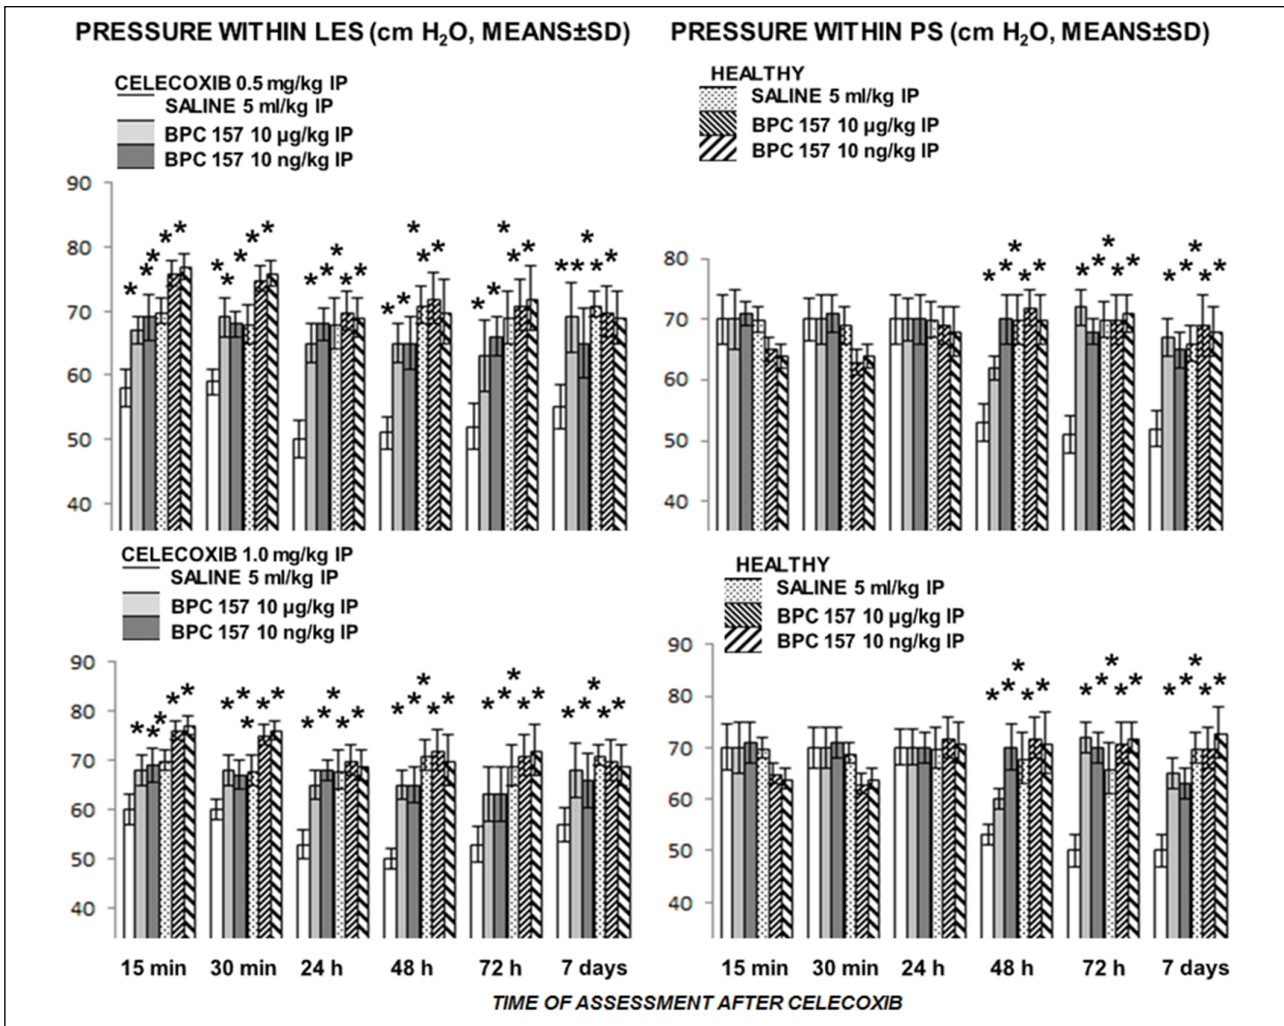 PRESSURE WITHIN LES (cm H₂O, MEANS±SD)
PRESSURE WITHIN PS (cm H₂O, MEANS±SD)
CELECOXIB 0.5 mg/kg IP
SALINE 5 ml/kg IP
BPC 157 10 µg/kg IP
BPC 157 10 ng/kg IP
HEALTHY
SALINE 5 ml/kg IP
BPC 157 10 µg/kg IP
BPC 157 10 ng/kg IP
90
80
70
60
50
40
80
70
60
50
40
CELECOXIB 1.0 mg/kg IP
SALINE 5 ml/kg IP
BPC 157 10 µg/kg IP
BPC 157 10 ng/kg IP
HEALTHY
SALINE 5 ml/kg IP
BPC 157 10 µg/kg IP
BPC 157 10 ng/kg IP
90
80
70
60
50
40
90
80
70
60
50
40
15 min 30 min 24 h 48 h 72 h 7 days
15 min 30 min 24 h 48 h 72 h 7 days
TIME OF ASSESSMENT AFTER CELECOXIB